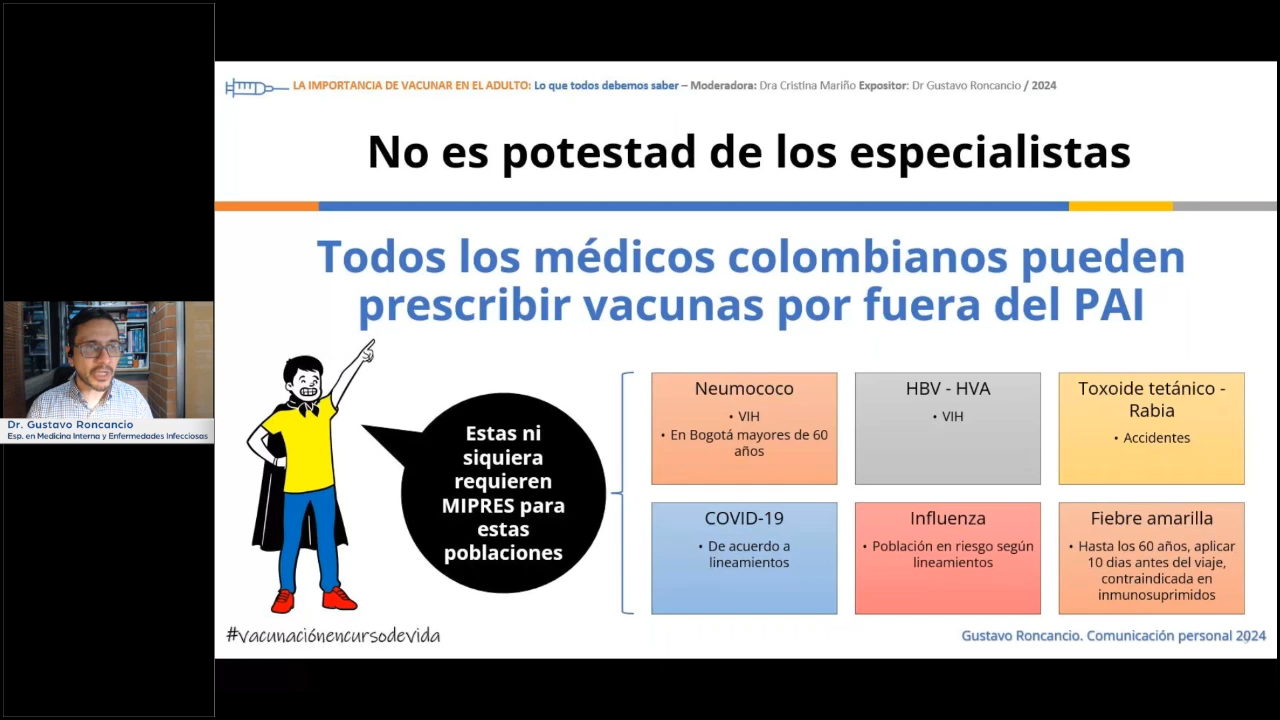 LA IMPORTANCIA DE VACUNAR EN EL ADULTO: Lo que todos debemos saber – Moderadora: Dra Cristina Mariño Expositor: Dr Gustavo Roncancio / 2024
No es potestad de los especialistas
Todos los médicos colombianos pueden
prescribir vacunas por fuera del PAI
Dr. Gustavo Roncancio
Esp. en Medicina Interna y Enfermedades Infecciosas
Estas ni
siquiera
requieren
MIPRES para
estas
poblaciones
Neumococo
• VIH
• En Bogotá mayores de 60
años
HBV - HVA
• VIH
Toxoide tetánico -
Rabia
• Accidentes
COVID-19
• De acuerdo a
lineamientos
Influenza
• Población en riesgo según
lineamientos
Fiebre amarilla
• Hasta los 60 años, aplicar
10 dias antes del viaje,
contraindicada en
inmunosuprimidos
#vacunaciónencursodevida
Gustavo Roncancio. Comunicación personal 2024